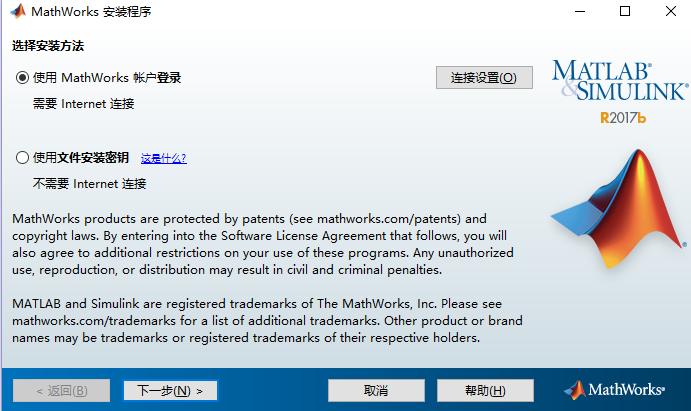 MathWorks 安装程序
选择安装方法
使用 MathWorks 帐户登录
连接设置(O)
需要 Internet 连接
MATLAB®
&SIMULINK®
R2017b
使用文件安装密钥 这是什么?
不需要 Internet 连接
MathWorks products are protected by patents (see mathworks.com/patents) and
copyright laws. By entering into the Software License Agreement that follows, you will
also agree to additional restrictions on your use of these programs. Any unauthorized
use, reproduction, or distribution may result in civil and criminal penalties.
MATLAB and Simulink are registered trademarks of The MathWorks, Inc. Please see
mathworks.com/trademarks for a list of additional trademarks. Other product or brand
names may be trademarks or registered trademarks of their respective holders.
< 返回(B) 下一步(N) > 取消 帮助(H) MathWorks®